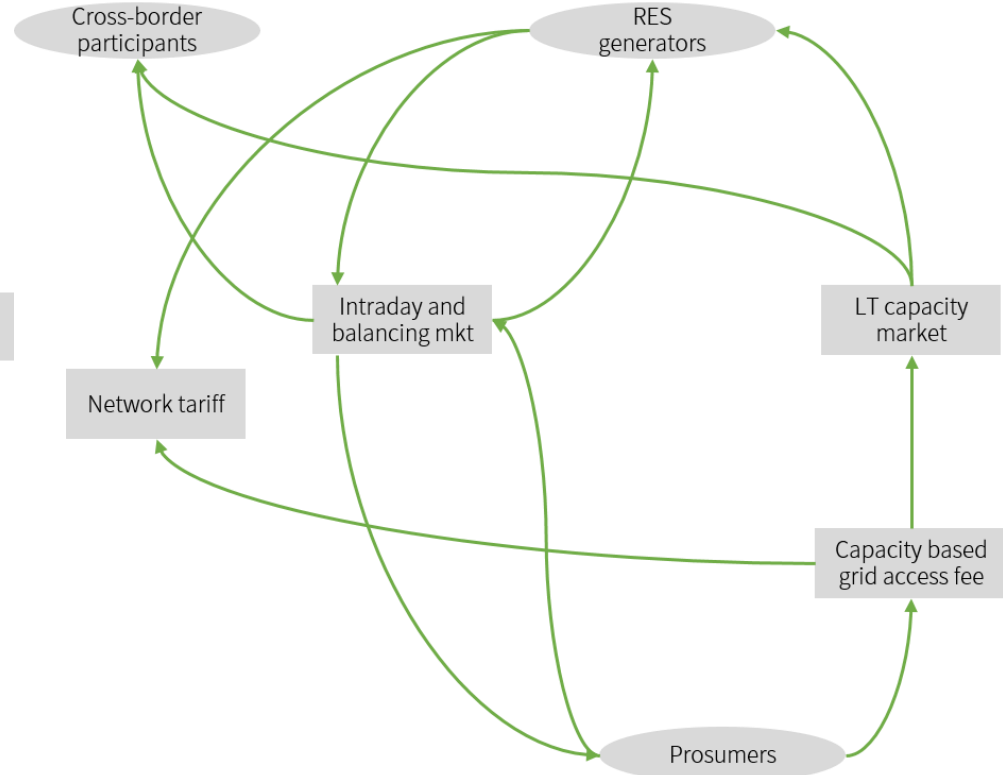 Cross-border
participants
RES
generators
Intraday and
balancing mkt
LT capacity
market
Network tariff
Capacity based
grid access fee
Prosumers